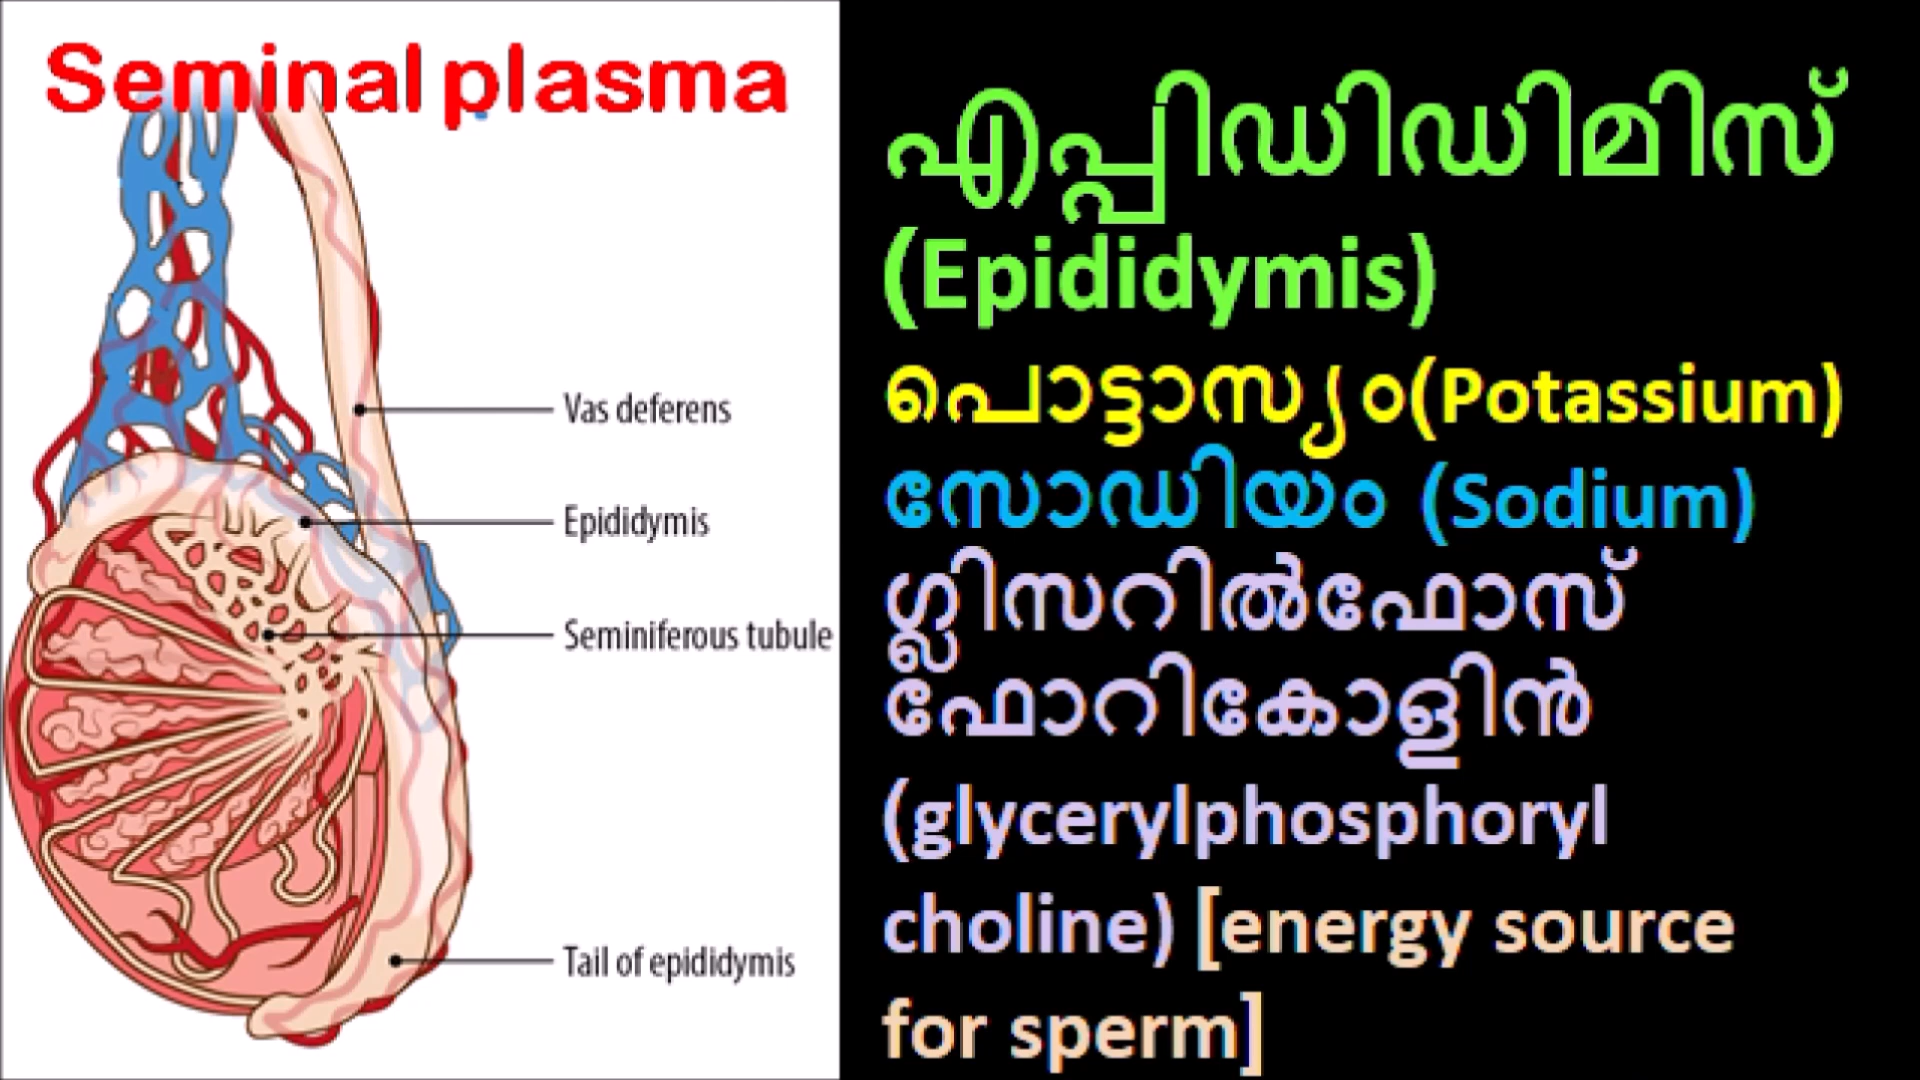 Seminal plasma
Vas deferens
Epididymis
Seminiferous tubule
Tail of epididymis
എപ്പിഡിഡിമിസ്
(Epididymis)
പൊട്ടാസ്യം(Potassium)
സോഡിയം (Sodium)
ഗ്ലിസറിൽഫോസ്
ഫോറികോളിൻ
(glycerylphosphoryl
choline) [energy source
for sperm]